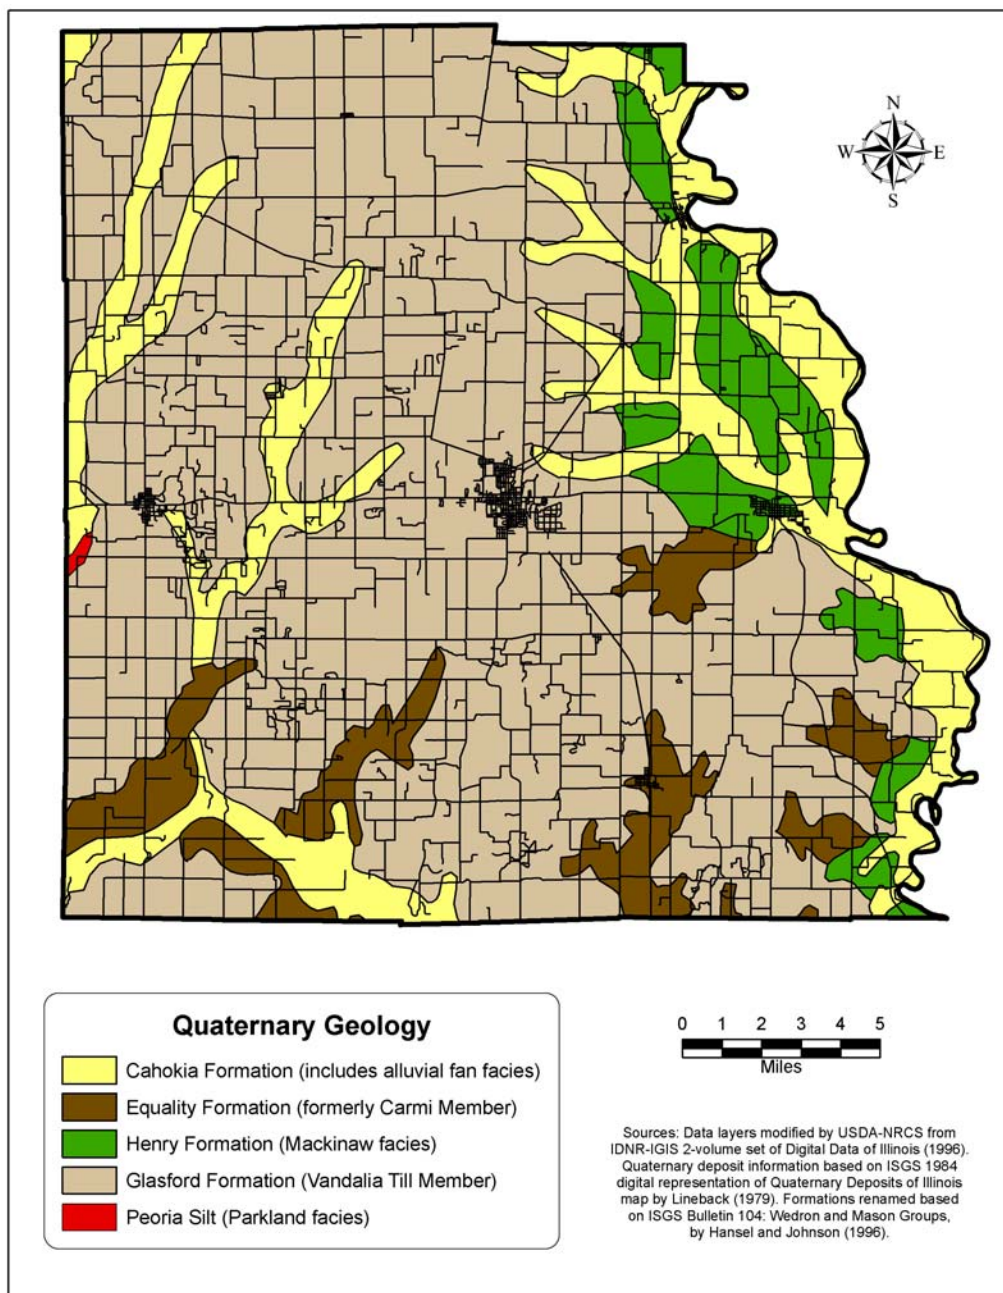 N
W
E
S
Quaternary Geology
Cahokia Formation (includes alluvial fan facies)
Equality Formation (formerly Carmi Member)
Henry Formation (Mackinaw facies)
Glasford Formation (Vandalia Till Member)
Peoria Silt (Parkland facies)
0 1 2 3 4 5
Miles
Sources: Data layers modified by USDA-NRCS from
IDNR-IGIS 2-volume set of Digital Data of Illinois (1996).
Quaternary deposit information based on ISGS 1984
digital representation of Quaternary Deposits of Illinois
map by Lineback (1979). Formations renamed based
on ISGS Bulletin 104: Wedron and Mason Groups,
by Hansel and Johnson (1996).